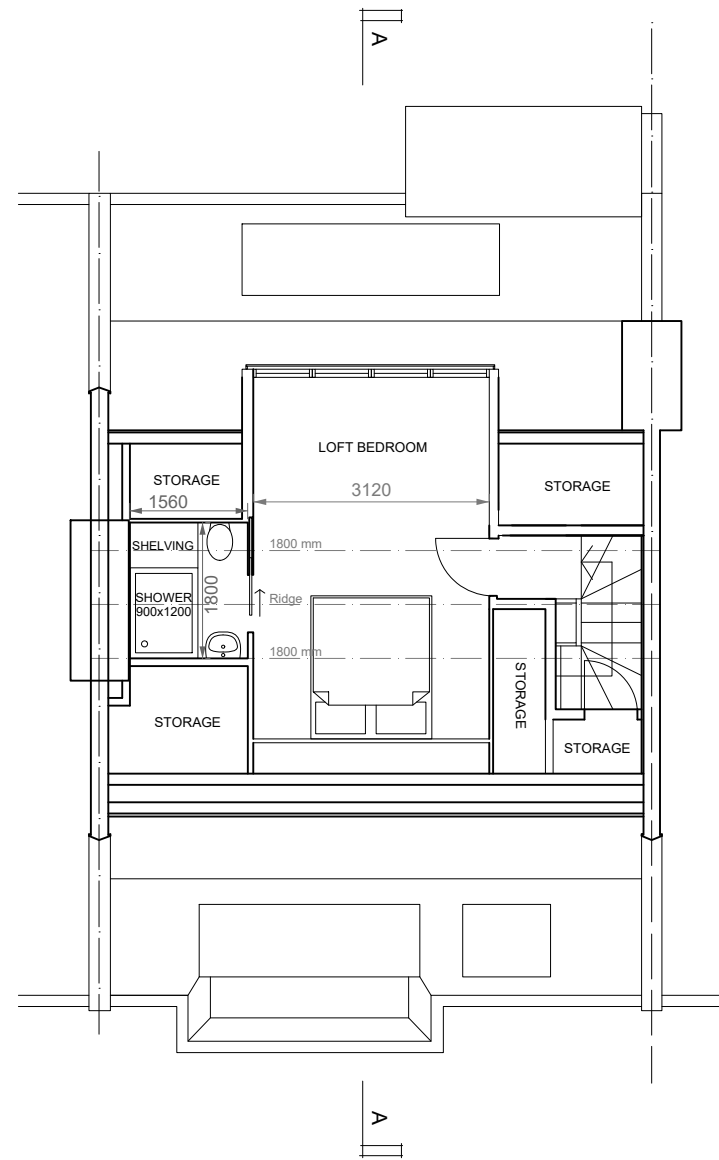 A
LOFT BEDROOM
STORAGE
1560
3120
STORAGE
SHELVING
1800 mm
SHOWER
900x1200
1800
Ridge
1800 mm
STORAGE
STORAGE
STORAGE
A